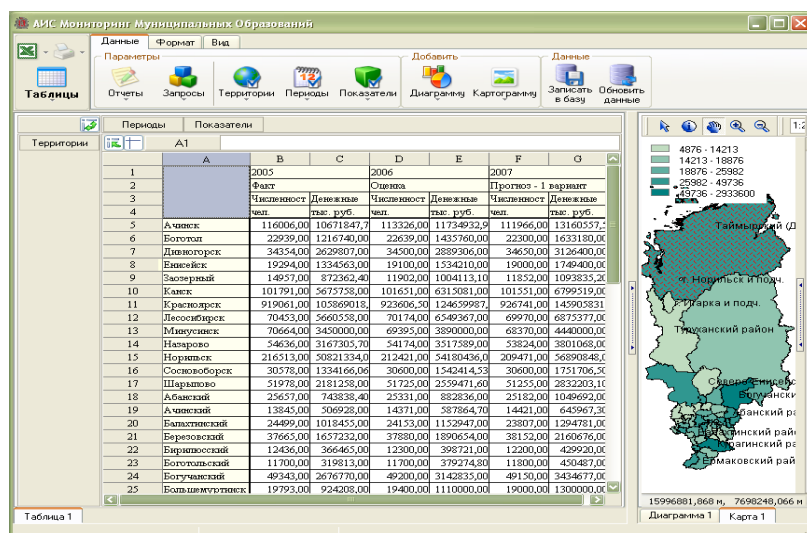 АИС Мониторинг Муниципальных Образований
Данные Формат Вид
Параметры Добавить Данные
Таблицы Отчеты Запросы Территории Периоды Показатели Диаграмму Картограмму Записать в базу Обновить данные
Периоды Показатели
Территории A1
A B C D E F G
1 2005 2006 2007
2 Факт Оценка Прогноз - 1 вариант
3 Численност Денежные Численност Денежные Численност Денежные
4 чел. тыс. руб. чел. тыс. руб. чел. тыс. руб.
5 Ачинск 116006,00 10671847,7 113326,00 11734932,9 111966,00 13160557,5
6 Боготол 22939,00 1216740,00 22639,00 1435760,00 22300,00 1633180,00
7 Дивногорск 34354,00 2629807,00 34500,00 2889306,00 34650,00 3126400,00
8 Енисейск 19294,00 1334563,00 19100,00 1534210,00 19000,00 1749400,00
9 Заозерный 14957,00 872362,40 11902,00 1004113,10 11852,00 1093835,20
10 Канск 101791,00 5675758,00 101651,00 6315081,00 101551,00 6799519,00
11 Красноярск 919061,00 105869018, 923606,50 124659987, 926741,00 145905831
12 Лесосибирск 70453,00 5660558,00 70174,00 6549367,00 69970,00 6875377,00
13 Минусинск 70664,00 3450000,00 69395,00 3890000,00 68370,00 4440000,00
14 Назарово 54636,00 3167305,70 54174,00 3517589,00 53824,00 3801068,00
15 Норильск 216513,00 50821334,0 212421,00 54180436,0 209471,00 56890848,0
16 Сосновоборск 30578,00 1334166,06 30600,00 1542414,53 30600,00 1751706,50
17 Шарыпово 51978,00 2181258,00 51725,00 2559471,60 51255,00 2832203,10
18 Абанский 25657,00 743838,40 25331,00 882836,00 25182,00 1049692,00
19 Ачинский 13845,00 506928,00 14371,00 587864,70 14421,00 645967,30
20 Балахтинский 24499,00 1018455,00 24153,00 1152947,00 23807,00 1294781,00
21 Березовский 37665,00 1657232,00 37880,00 1890654,00 38152,00 2160676,00
22 Бирилюсский 12436,00 366465,00 12300,00 398721,00 12200,00 429920,00
23 Боготольский 11700,00 319813,00 11700,00 379274,80 11800,00 450487,00
24 Богучанский 49343,00 2676770,00 49200,00 3142835,00 49150,00 3434677,00
25 Большемуртинск 19793,00 924208,00 19400,00 1110000,00 19000,00 1300000,00
Таблица 1
1:2
4876 - 14213
14213 - 18876
18876 - 25982
25982 - 49736
49736 - 2933600
Таймырский (Д
г. Норильск и подч.
г. Игарка и подч.
Туруханский район
Северо-Енисейс
Богучански
Абанский ра
Балахтинский райо
Курагинский ра
Ермаковский рай
15996881,868 м, 7698248,066 м
Диаграмма 1 Карта 1